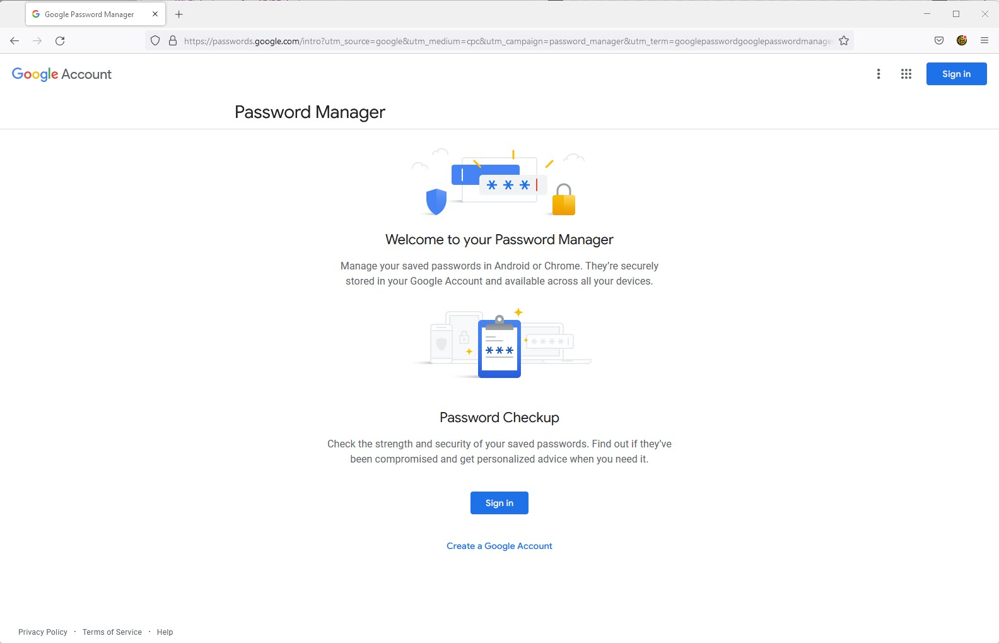 Google Password Manager
https://passwords.google.com/intro?utm_source=google&utm_medium=cpc&utm_campaign=password_manager&utm_term=googlepasswordgooglepasswordmanager
Google Account
Sign in
Password Manager
* * *
Welcome to your Password Manager
Manage your saved passwords in Android or Chrome. They’re securely
stored in your Google Account and available across all your devices.
* * * *
* * *
Password Checkup
Check the strength and security of your saved passwords. Find out if they’ve
been compromised and get personalized advice when you need it.
Sign in
Create a Google Account
Privacy Policy · Terms of Service · Help